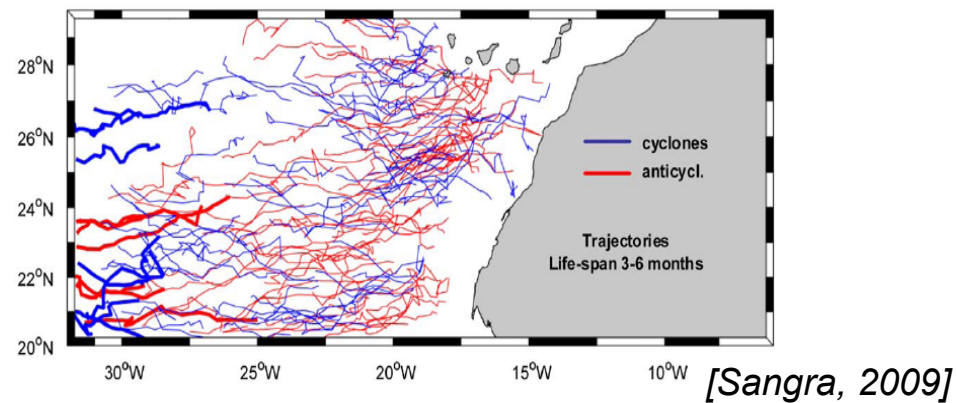 28°N
26°N
24°N
22°N
20°N
cyclones
anticycl.
Trajectories
Life-span 3-6 months
30°W 25°W 20°W 15°W 10°W
[Sangra, 2009]